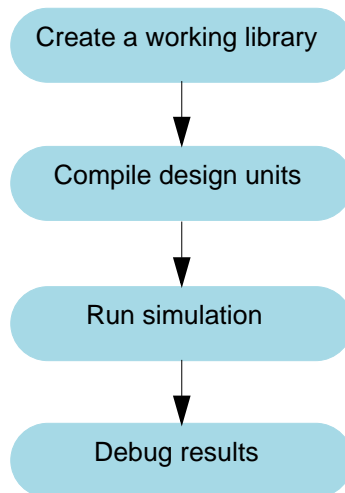 Create a working library
Compile design units
Run simulation
Debug results